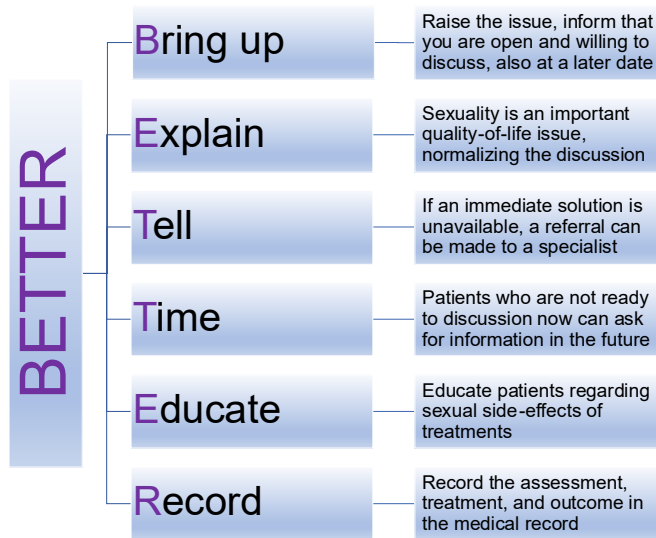 BETTER
Bring up
Raise the issue, inform that
you are open and willing to
discuss, also at a later date
Explain
Sexuality is an important
quality-of-life issue,
normalizing the discussion
Tell
If an immediate solution is
unavailable, a referral can
be made to a specialist
Time
Patients who are not ready
to discussion now can ask
for information in the future
Educate
Educate patients regarding
sexual side-effects of
treatments
Record
Record the assessment,
treatment, and outcome in
the medical record